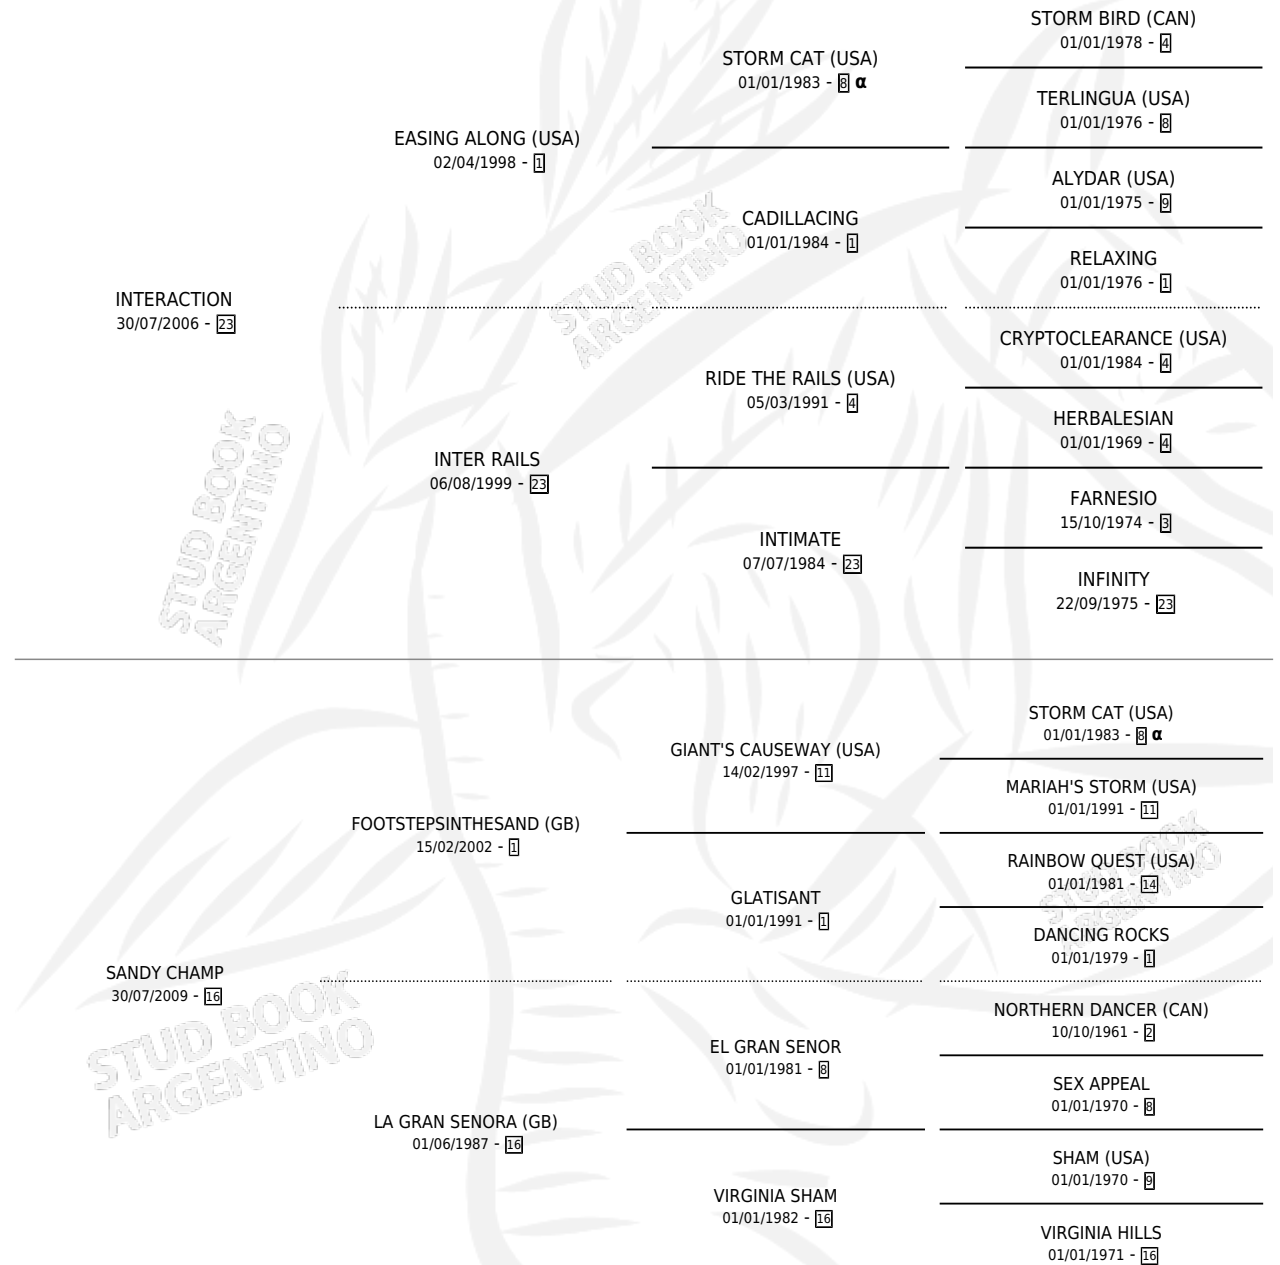 STORM BIRD (CAN)
01/01/1978 - 4
STORM CAT (USA)
01/01/1983 - 8 α
TERLINGUA (USA)
01/01/1976 - 8
EASING ALONG (USA)
02/04/1998 - 1
ALYDAR (USA)
01/01/1975 - 9
CADILLACING
01/01/1984 - 1
RELAXING
01/01/1976 - 1
INTERACTION
30/07/2006 - 23
CRYPTOCLEARANCE (USA)
01/01/1984 - 4
RIDE THE RAILS (USA)
05/03/1991 - 4
HERBALESIAN
01/01/1969 - 4
INTER RAILS
06/08/1999 - 23
FARNESIO
15/10/1974 - 3
INTIMATE
07/07/1984 - 23
INFINITY
22/09/1975 - 23
STUD BOOK
ARGENTINO
STUD BOOK
ARGENTINO
STORM CAT (USA)
01/01/1983 - 8 α
GIANT'S CAUSEWAY (USA)
14/02/1997 - 11
MARIAH'S STORM (USA)
01/01/1991 - 11
FOOTSTEPSINTHESAND (GB)
15/02/2002 - 1
RAINBOW QUEST (USA)
01/01/1981 - 14
GLATISANT
01/01/1991 - 1
DANCING ROCKS
01/01/1979 - 1
SANDY CHAMP
30/07/2009 - 16
NORTHERN DANCER (CAN)
10/10/1961 - 2
EL GRAN SENOR
01/01/1981 - 8
SEX APPEAL
01/01/1970 - 8
LA GRAN SENORA (GB)
01/06/1987 - 16
SHAM (USA)
01/01/1970 - 9
VIRGINIA SHAM
01/01/1982 - 16
VIRGINIA HILLS
01/01/1971 - 16
STUD BOOK
ARGENTINO
STUD BOOK
ARGENTINO